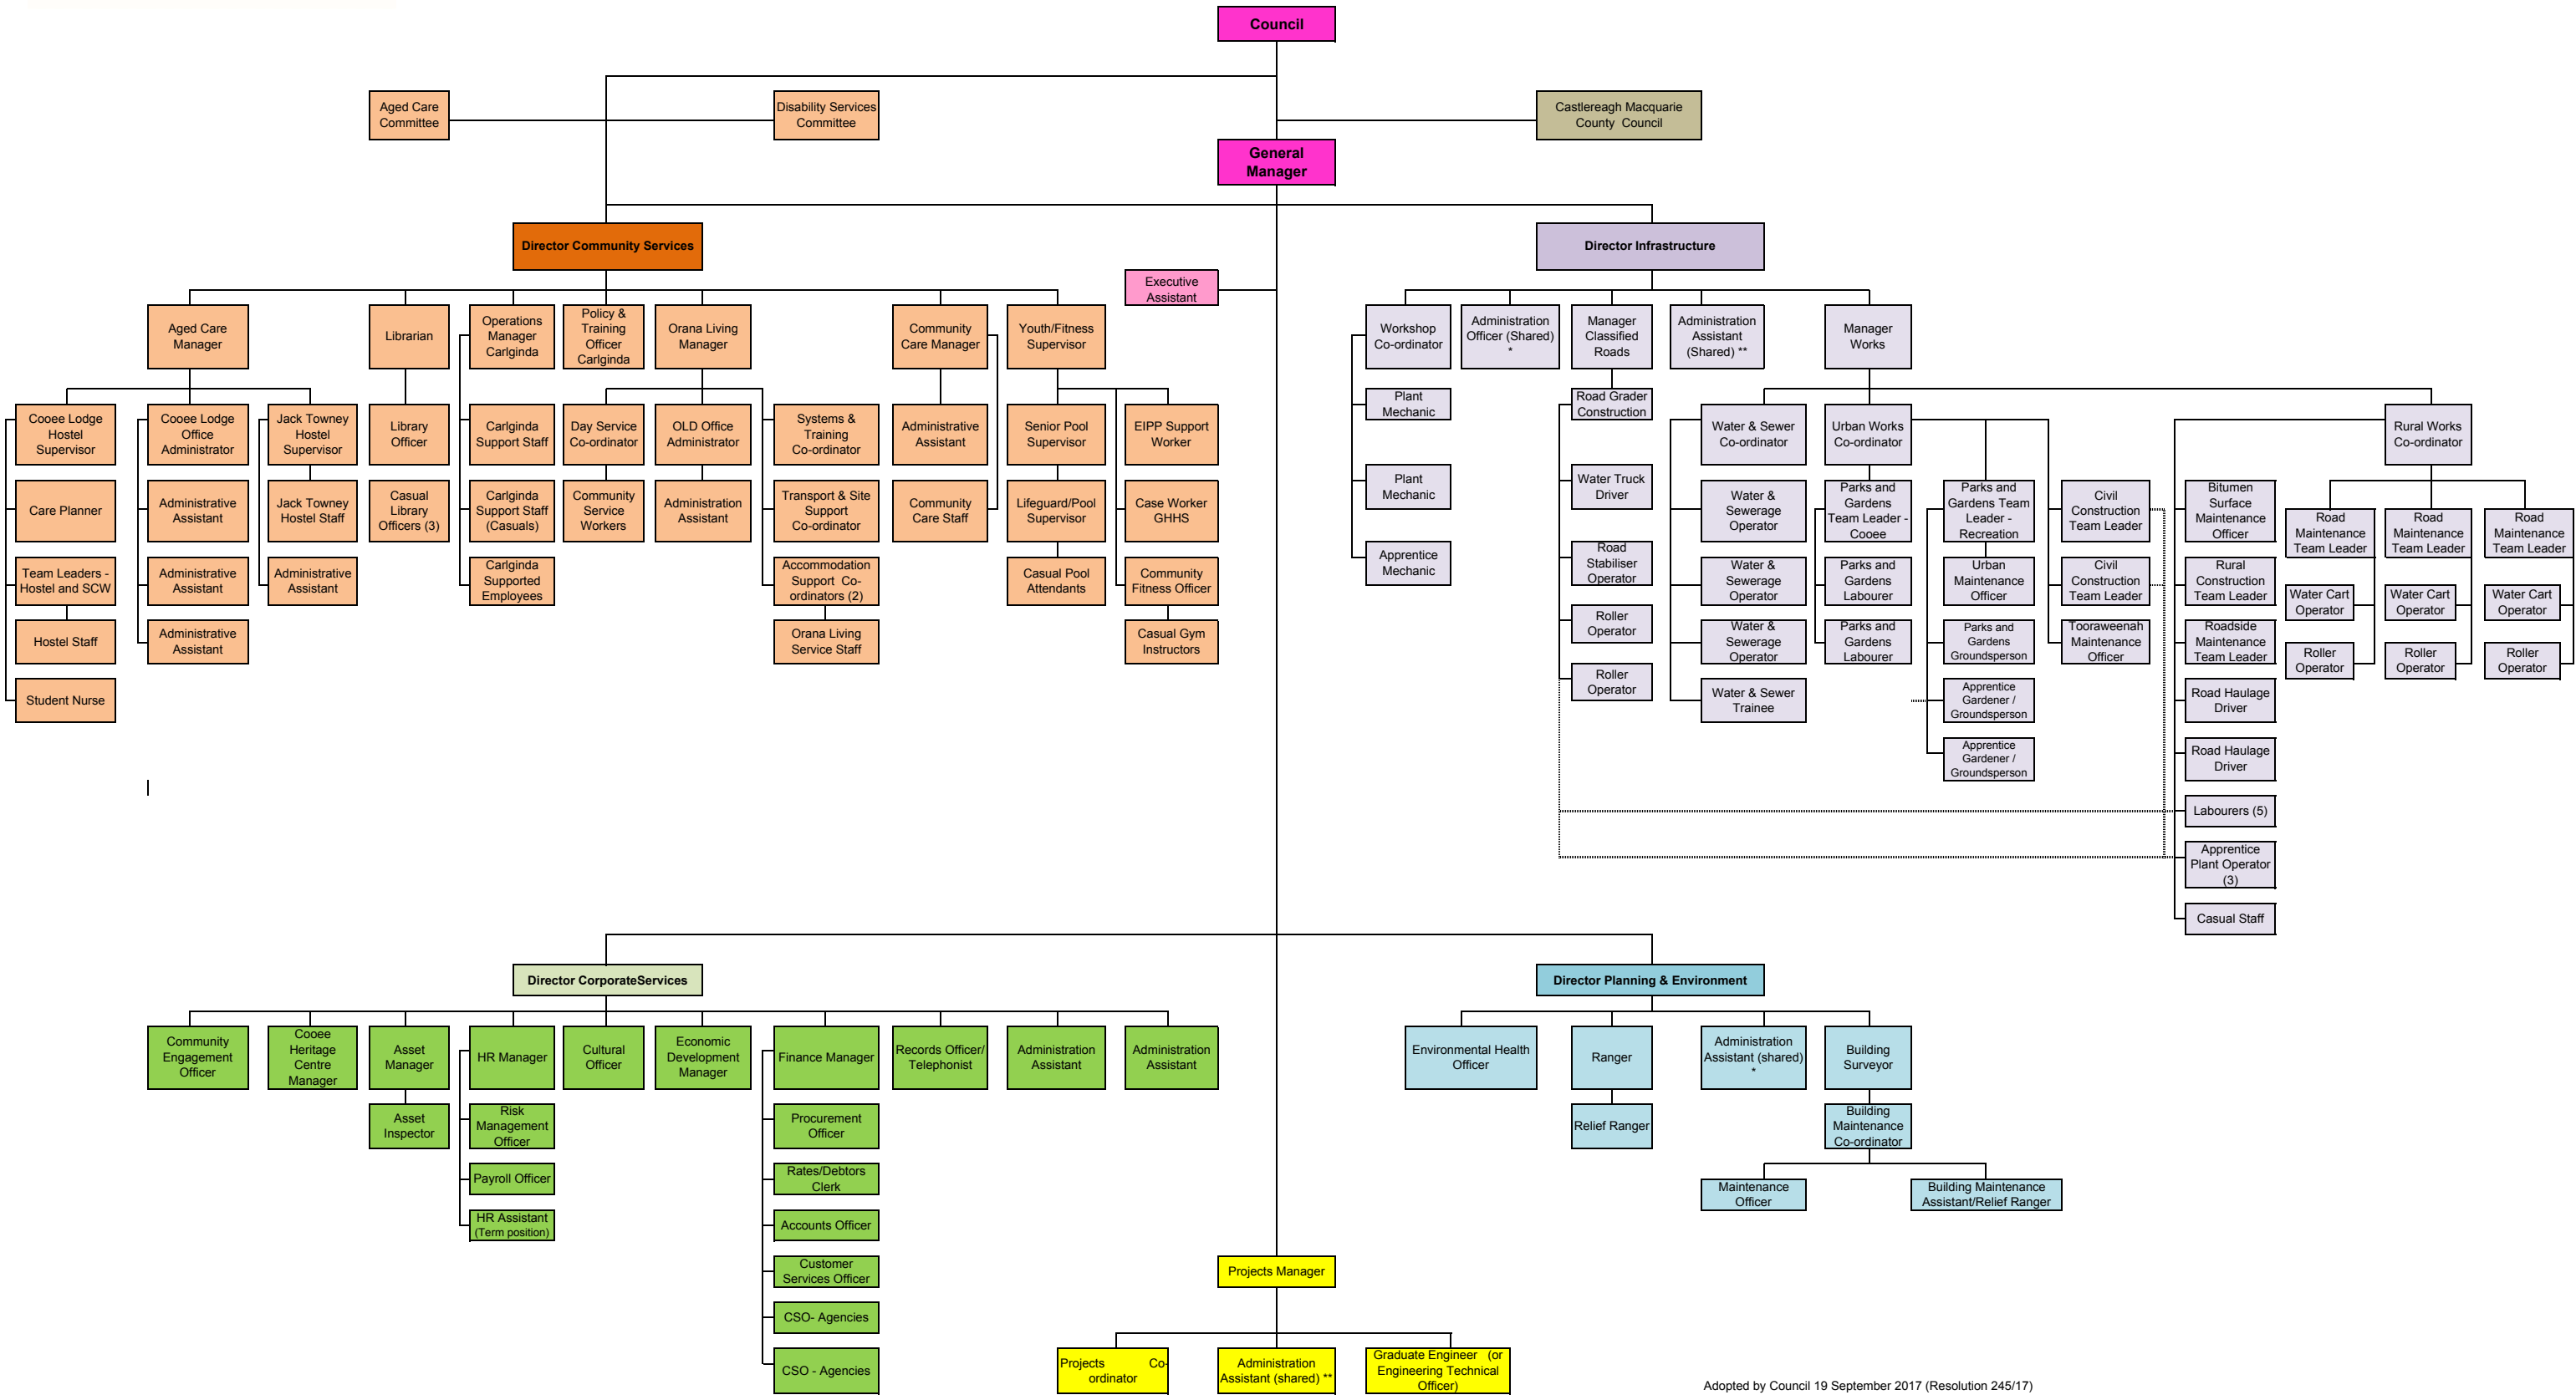 Council
Aged Care
Committee
Disability Services
Committee
Castlereagh Macquarie
County Council
General
Manager
Director Community Services
Director Infrastructure
Executive
Assistant
Aged Care
Manager
Librarian
Operations
Manager
Carlginda
Policy &
Training
Officer
Carlginda
Orana Living
Manager
Community
Care Manager
Youth/Fitness
Supervisor
Workshop
Co-ordinator
Administration
Officer (Shared)
*
Manager
Classified
Roads
Administration
Assistant
(Shared) **
Manager
Works
Cooee Lodge
Hostel
Supervisor
Cooee Lodge
Office
Administrator
Jack Towney
Hostel
Supervisor
Library
Officer
Carlginda
Support Staff
Day Service
Co-ordinator
OLD Office
Administrator
Systems &
Training
Co-ordinator
Administrative
Assistant
Senior Pool
Supervisor
EIPP Support
Worker
Plant
Mechanic
Road Grader
Construction
Water & Sewer
Co-ordinator
Urban Works
Co-ordinator
Rural Works
Co-ordinator
Care Planner
Administrative
Assistant
Jack Towney
Hostel Staff
Casual
Library
Officers (3)
Carlginda
Support Staff
(Casuals)
Community
Service
Workers
Administration
Assistant
Transport & Site
Support
Co-ordinator
Community
Care Staff
Lifeguard/Pool
Supervisor
Case Worker
GHHS
Plant
Mechanic
Water Truck
Driver
Water &
Sewerage
Operator
Parks and
Gardens
Team Leader -
Cooee
Parks and
Gardens Team
Leader -
Recreation
Civil
Construction
Team Leader
Bitumen
Surface
Maintenance
Officer
Road
Maintenance
Team Leader
Road
Maintenance
Team Leader
Road
Maintenance
Team Leader
Team Leaders -
Hostel and SCW
Administrative
Assistant
Administrative
Assistant
Carlginda
Supported
Employees
Accommodation
Support Co-
ordinators (2)
Casual Pool
Attendants
Community
Fitness Officer
Apprentice
Mechanic
Road
Stabiliser
Operator
Water &
Sewerage
Operator
Parks and
Gardens
Labourer
Urban
Maintenance
Officer
Civil
Construction
Team Leader
Rural
Construction
Team Leader
Water Cart
Operator
Water Cart
Operator
Water Cart
Operator
Hostel Staff
Administrative
Assistant
Orana Living
Service Staff
Casual Gym
Instructors
Roller
Operator
Water &
Sewerage
Operator
Parks and
Gardens
Labourer
Parks and
Gardens
Groundsperson
Tooraweenah
Maintenance
Officer
Roadside
Maintenance
Team Leader
Roller
Operator
Roller
Operator
Roller
Operator
Student Nurse
Roller
Operator
Water & Sewer
Trainee
Apprentice
Gardener /
Groundsperson
Road Haulage
Driver
Apprentice
Gardener /
Groundsperson
Road Haulage
Driver
Labourers (5)
Apprentice
Plant Operator
(3)
Casual Staff
Director CorporateServices
Director Planning & Environment
Community
Engagement
Officer
Cooee
Heritage
Centre
Manager
Asset
Manager
HR Manager
Cultural
Officer
Economic
Development
Manager
Finance Manager
Records Officer/
Telephonist
Administration
Assistant
Administration
Assistant
Environmental Health
Officer
Ranger
Administration
Assistant (shared)
*
Building
Surveyor
Asset
Inspector
Risk
Management
Officer
Procurement
Officer
Relief Ranger
Building
Maintenance
Co-ordinator
Payroll Officer
Rates/Debtors
Clerk
Maintenance
Officer
Building Maintenance
Assistant/Relief Ranger
HR Assistant
(Term position)
Accounts Officer
Customer
Services Officer
Projects Manager
CSO- Agencies
CSO - Agencies
Projects Co-
ordinator
Administration
Assistant (shared) **
Graduate Engineer (or
Engineering Technical
Officer)
Adopted by Council 19 September 2017 (Resolution 245/17)